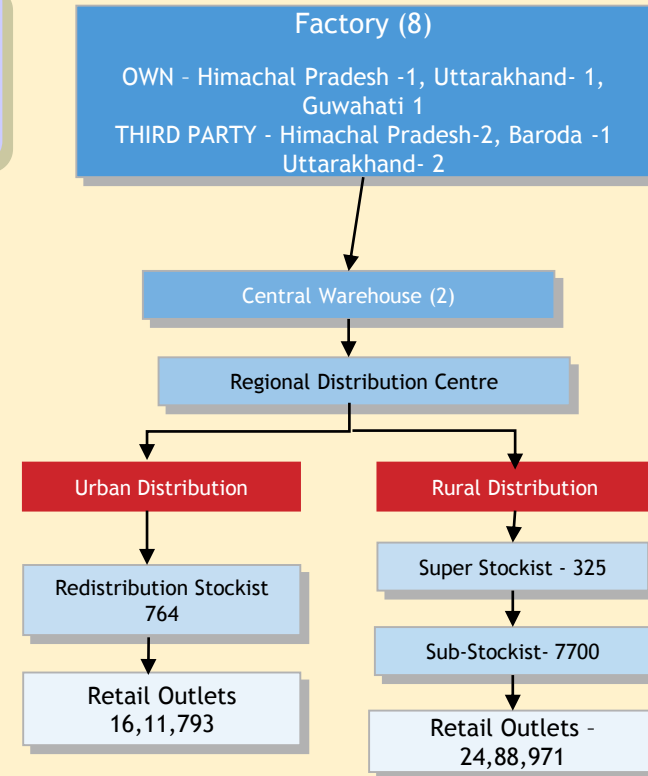 Factory (8)
OWN – Himachal Pradesh -1, Uttarakhand- 1,
Guwahati 1
THIRD PARTY - Himachal Pradesh-2, Baroda -1
Uttarakhand- 2
Central Warehouse (2)
Regional Distribution Centre
Urban Distribution
Rural Distribution
Redistribution Stockist
764
Super Stockist - 325
Sub-Stockist- 7700
Retail Outlets
16,11,793
Retail Outlets –
24,88,971